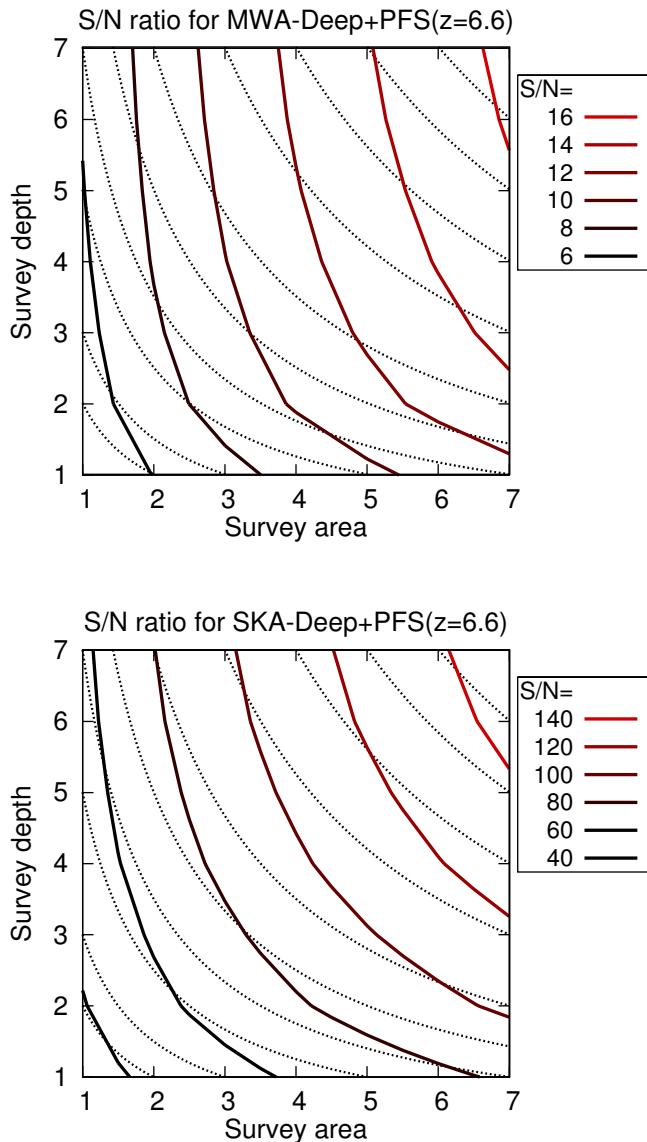 S/N ratio for MWA-Deep+PFS(z=6.6)
7
6
5
4
3
2
1
Survey depth
1 2 3 4 5 6 7
Survey area
S/N=
16
14
12
10
8
6
S/N ratio for SKA-Deep+PFS(z=6.6)
7
6
5
4
3
2
1
Survey depth
1 2 3 4 5 6 7
Survey area
S/N=
140
120
100
80
60
40